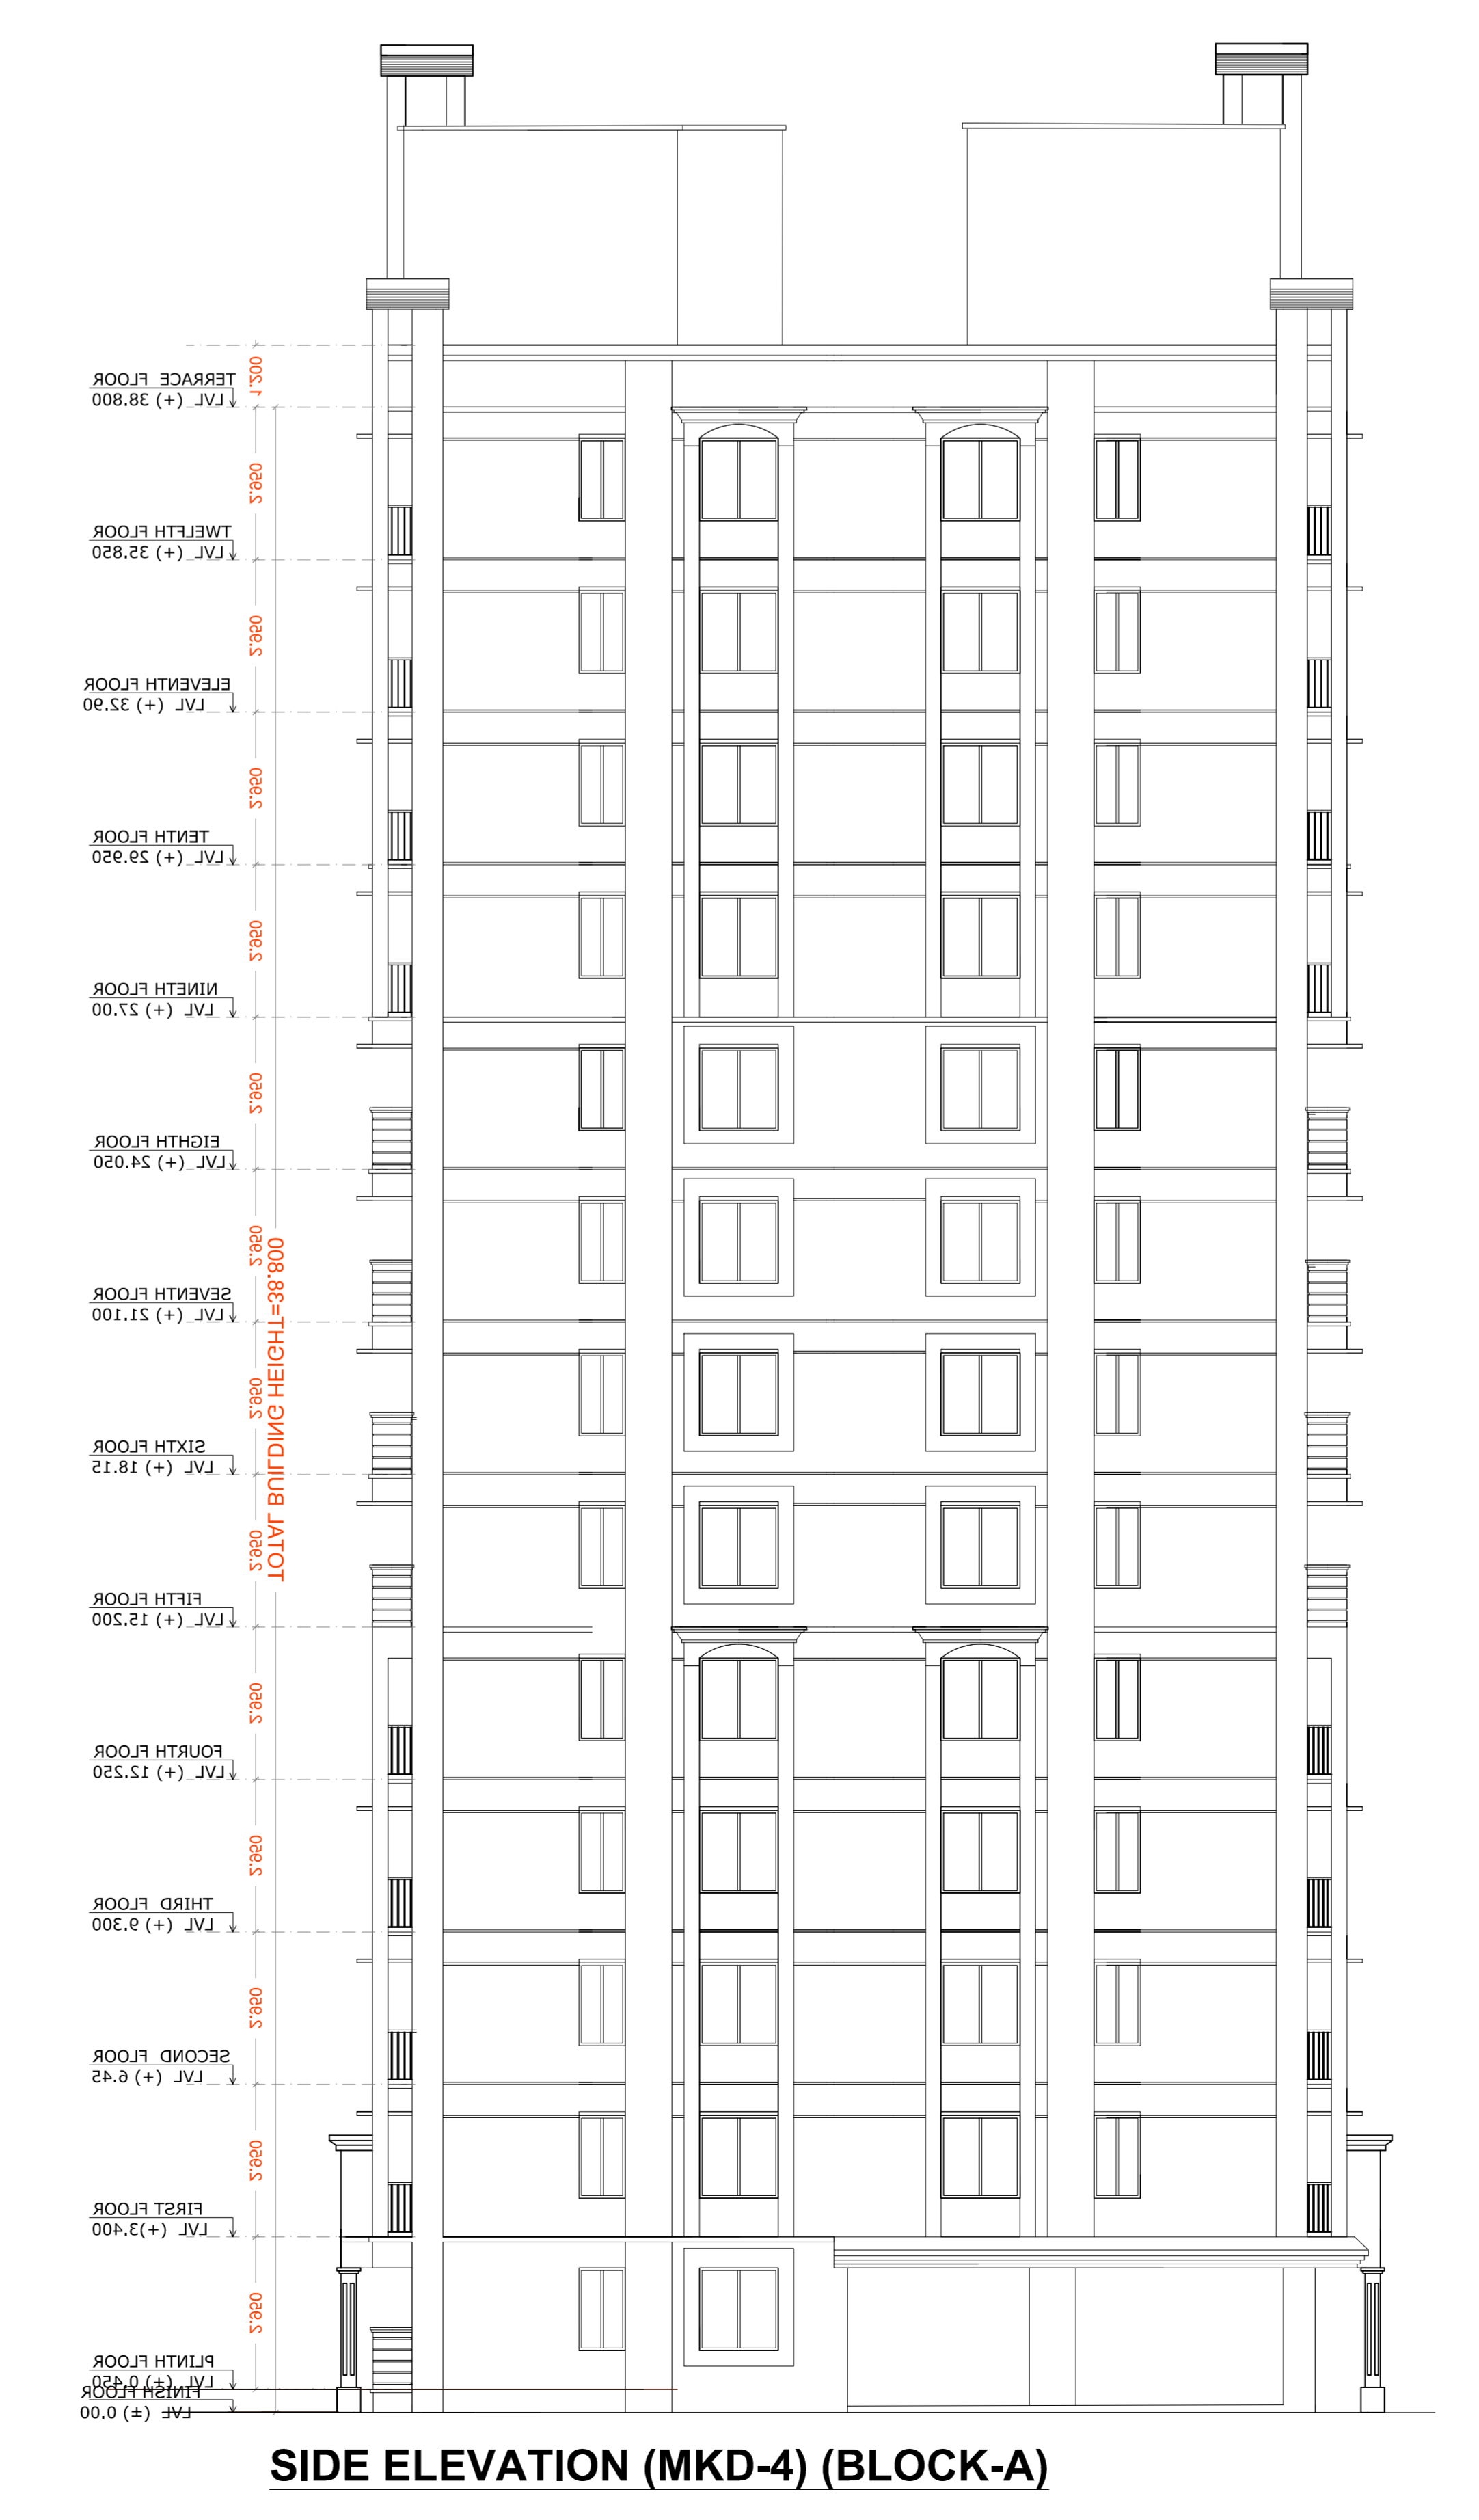 1.200
TERRACE FLOOR
LVL (+) 38.800
2.950
TWELFTH FLOOR
LVL (+) 35.850
2.950
ELEVENTH FLOOR
LVL (+) 32.90
2.950
TENTH FLOOR
LVL (+) 29.950
2.950
NINETH FLOOR
LVL (+) 27.00
2.950
EIGHTH FLOOR
LVL (+) 24.050
2.950
TOTAL BUILDING HEIGHT=38.800
SEVENTH FLOOR
LVL (+) 21.100
2.950
SIXTH FLOOR
LVL (+) 18.15
2.950
FIFTH FLOOR
LVL (+) 15.200
2.950
FOURTH FLOOR
LVL (+) 12.250
2.950
THIRD FLOOR
LVL (+) 9.300
2.950
SECOND FLOOR
LVL (+) 6.45
2.950
FIRST FLOOR
LVL (+)3.400
2.950
PLINTH FLOOR
LVL (+) 0.450
FINISH FLOOR
LVL (±) 0.00
SIDE ELEVATION (MKD-4) (BLOCK-A)